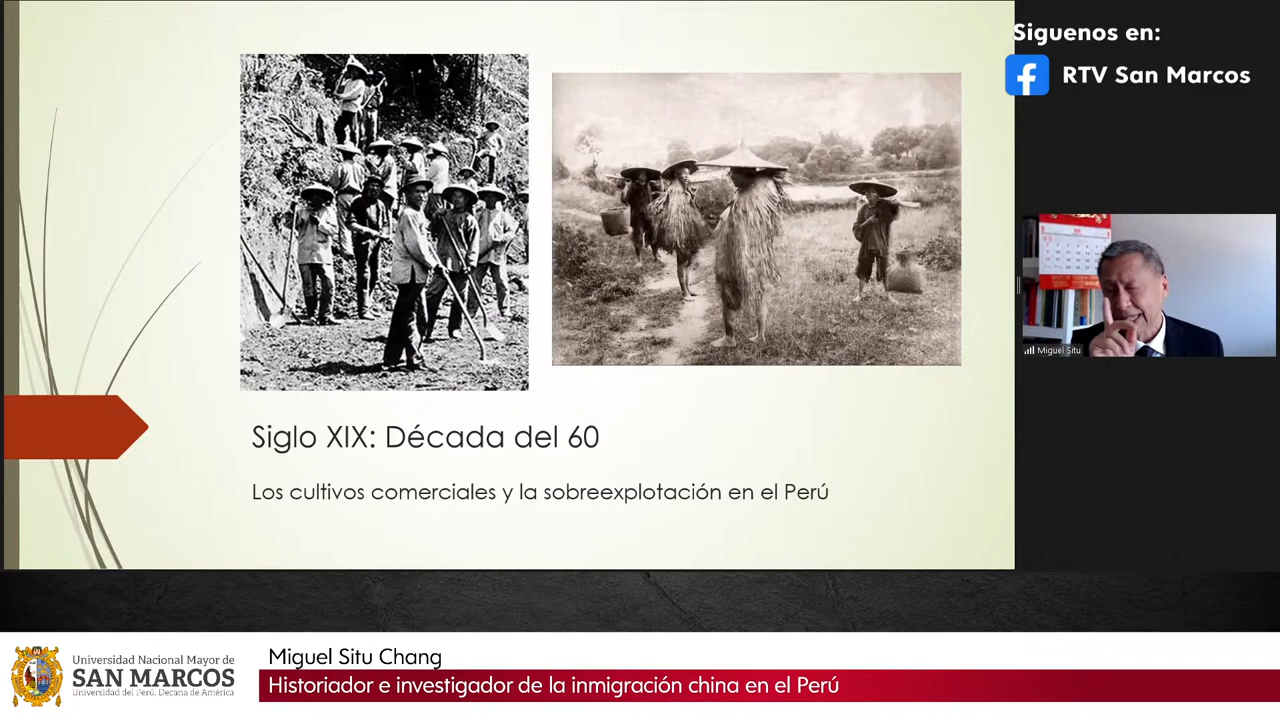 Siguenos en:
RTV San Marcos
Siglo XIX: Década del 60
Los cultivos comerciales y la sobreexplotación en el Perú
Miguel Situ
Universidad Nacional Mayor de
SAN MARCOS
Universidad del Perú. Decana de América
Miguel Situ Chang
Historiador e investigador de la inmigración china en el Perú